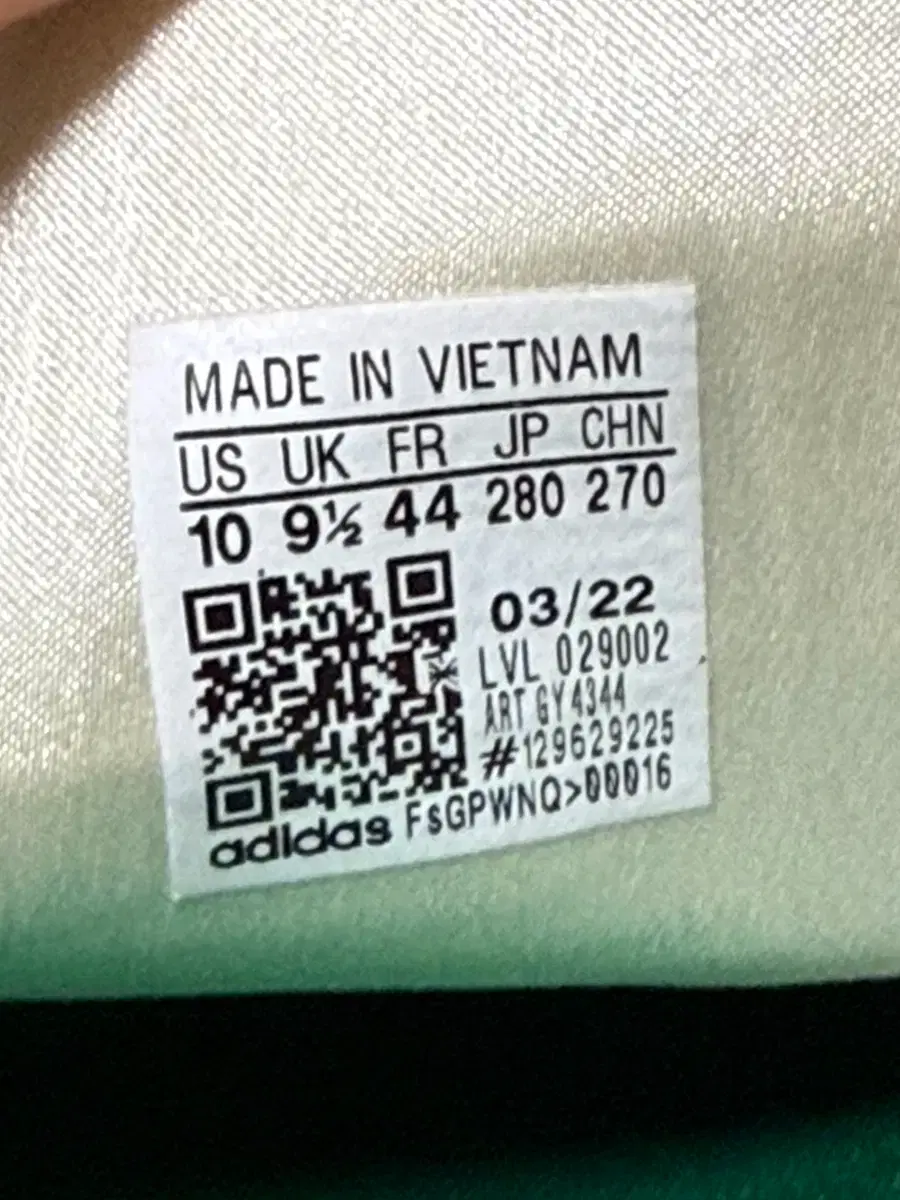 MADE IN VIETNAM
US UK FR JP CHN
10 9½ 44 280 270
03/22
LVL 029002
ART GY4344
#129629225
adidas FsGPWNQ>00016